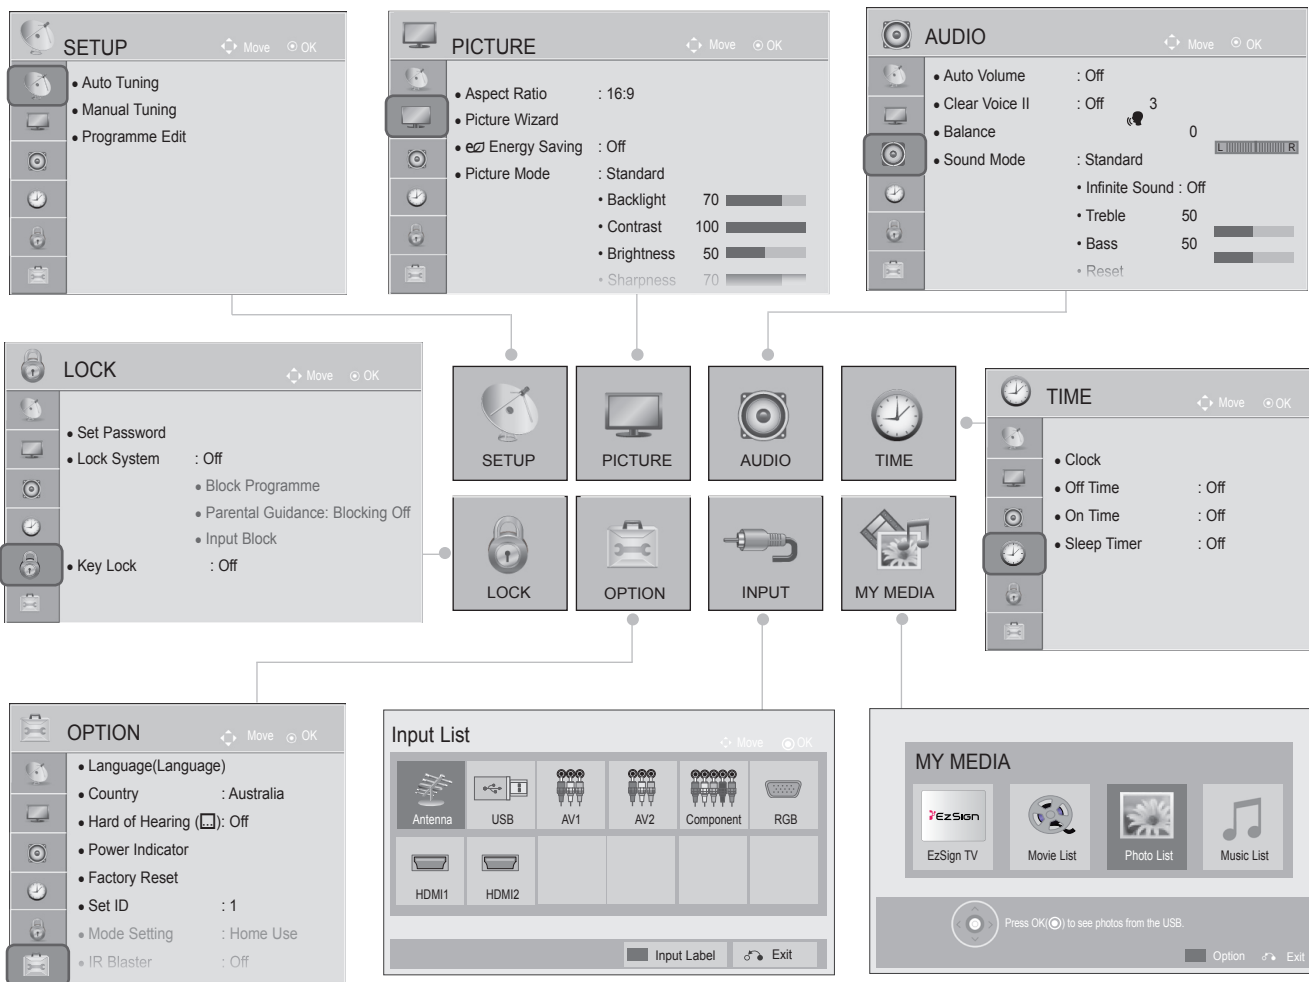 SETUP
Move OK
• Auto Tuning
• Manual Tuning
• Programme Edit
PICTURE
Move OK
• Aspect Ratio : 16:9
• Picture Wizard
• Energy Saving : Off
• Picture Mode : Standard
• Backlight 70
• Contrast 100
• Brightness 50
• Sharpness 70
AUDIO
Move OK
• Auto Volume : Off
• Clear Voice II : Off 3
• Balance 0
L R
• Sound Mode : Standard
• Infinite Sound : Off
• Treble 50
• Bass 50
• Reset
LOCK
Move OK
• Set Password
• Lock System : Off
• Block Programme
• Parental Guidance: Blocking Off
• Input Block
• Key Lock : Off
SETUP
PICTURE
AUDIO
TIME
LOCK
OPTION
INPUT
MY MEDIA
TIME
Move OK
• Clock
• Off Time : Off
• On Time : Off
• Sleep Timer : Off
OPTION
Move OK
• Language(Language)
• Country : Australia
• Hard of Hearing (...): Off
• Power Indicator
• Factory Reset
• Set ID : 1
• Mode Setting : Home Use
• IR Blaster : Off
Input List
Move OK
Antenna USB AV1 AV2 Component RGB
HDMI1 HDMI2
Input Label Exit
MY MEDIA
EzSign
EzSign TV Movie List Photo List Music List
Press OK(◉) to see photos from the USB.
Option Exit